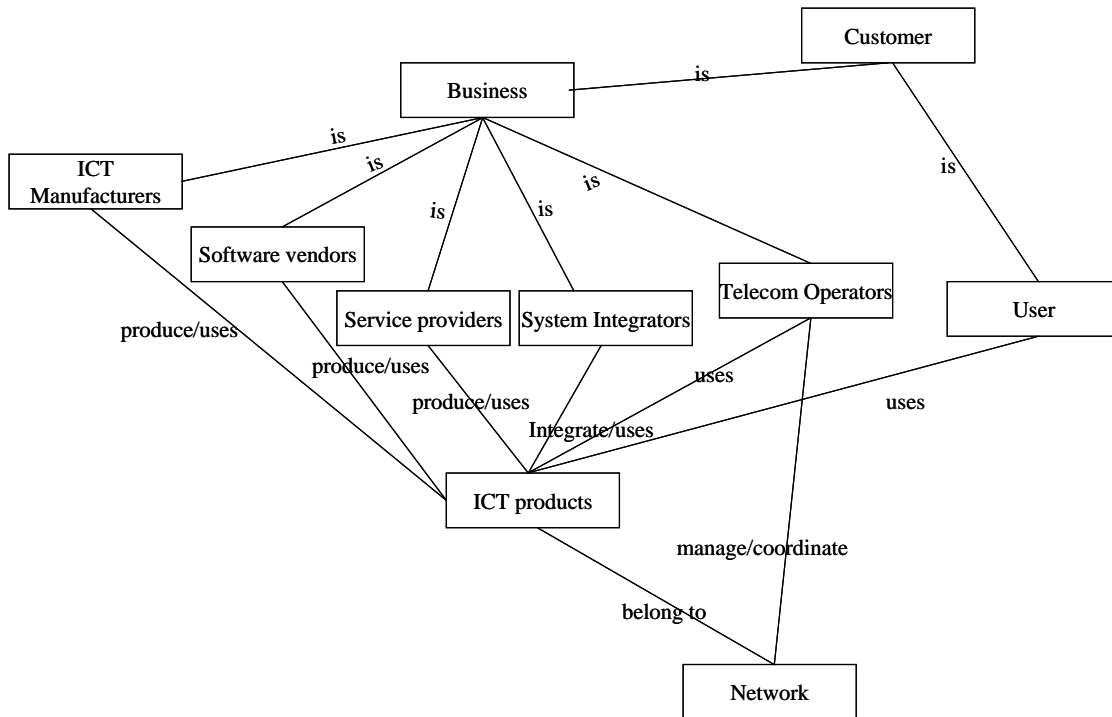 Customer
is
Business
is
ICT
Manufacturers
is
is
is
is
is
Software vendors
Service providers
System Integrators
Telecom Operators
User
produce/uses
produce/uses
produce/uses
uses
uses
Integrate/uses
ICT products
manage/coordinate
belong to
Network